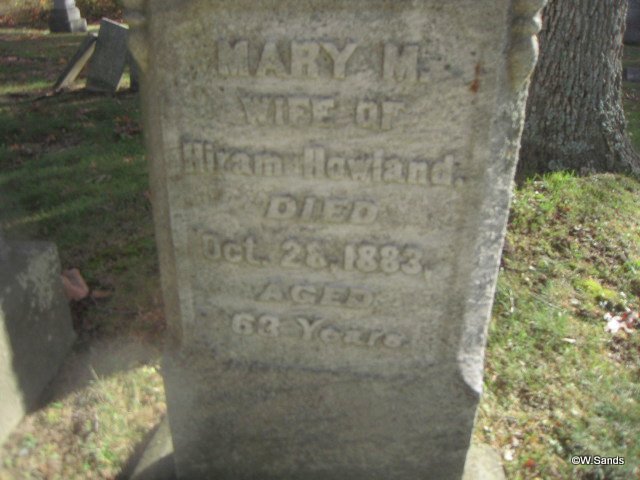 MARY M.
WIFE OF
Hiram Howland.
DIED
Oct. 28, 1883.
AGED
63 Years
©W.Sands